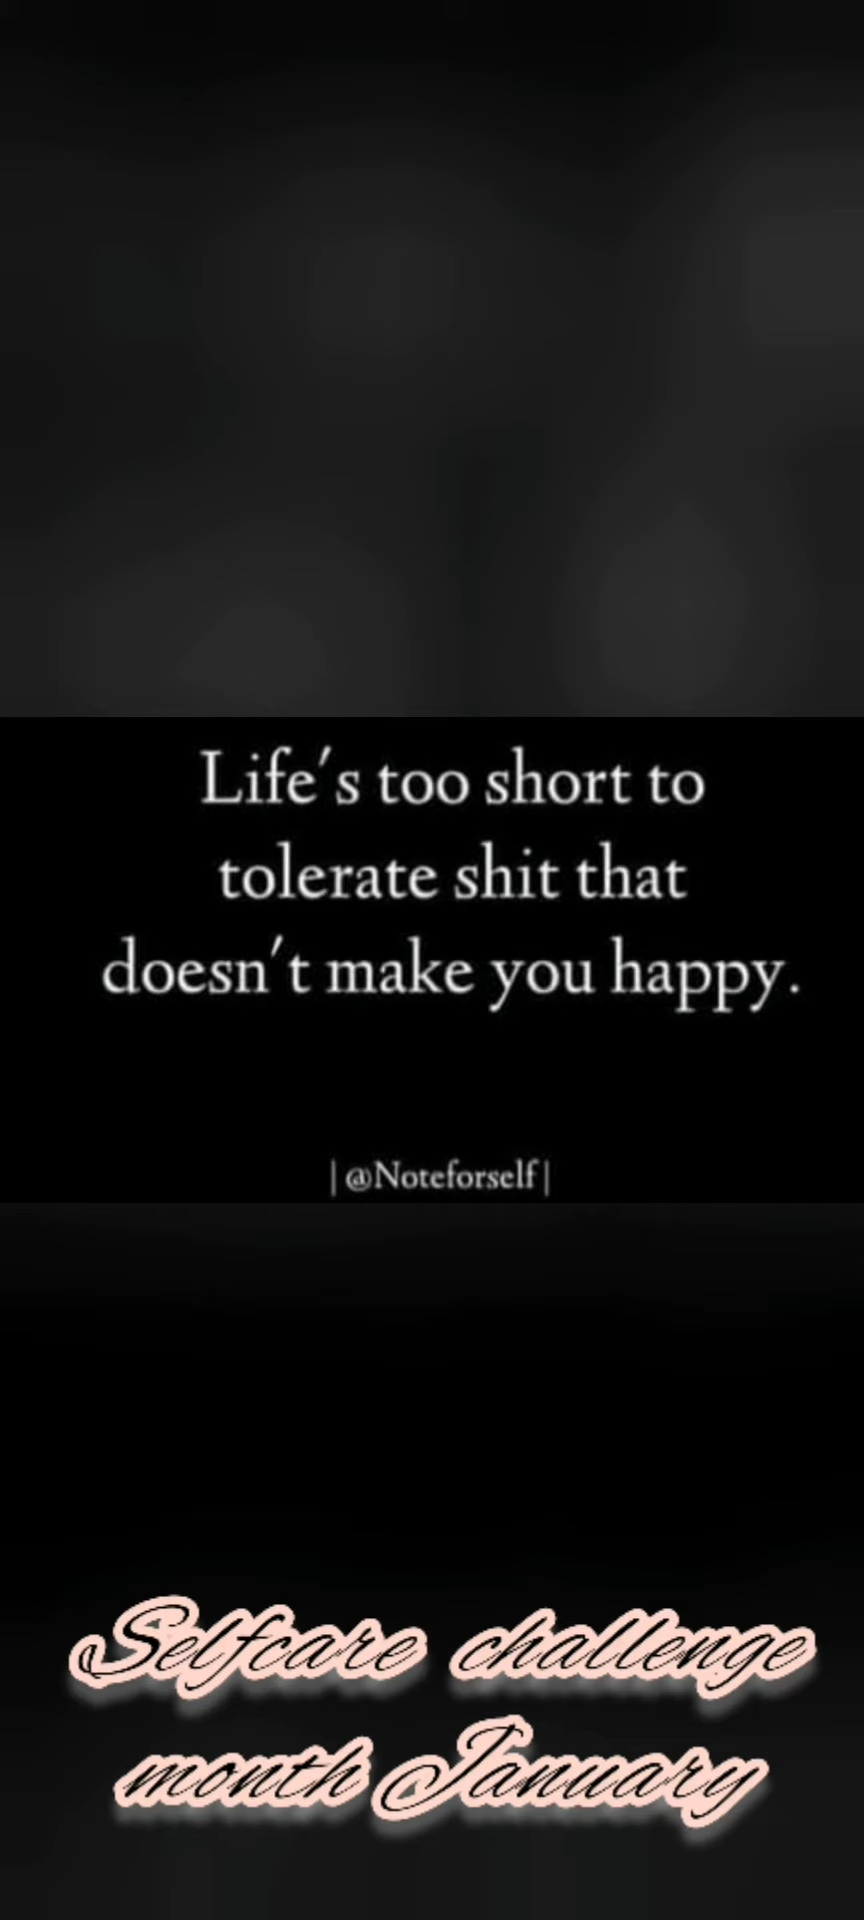 Life's too short to
tolerate shit that
doesn't make you happy.
|@Noteforself|
Selfcare challenge
month January